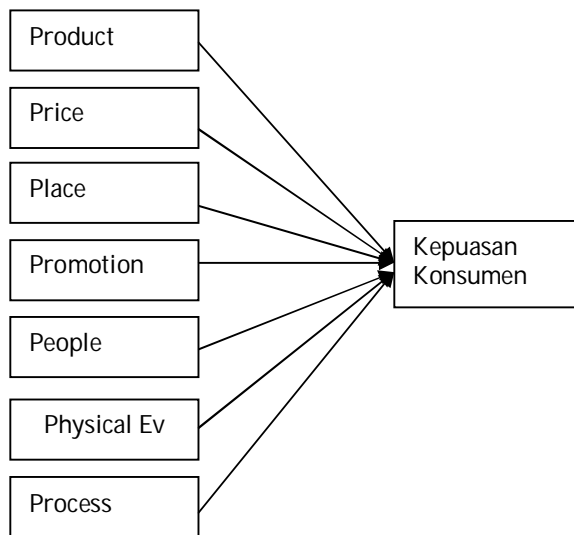 Product
Price
Place
Promotion
People
Physical Ev
Process
Kepuasan
Konsumen